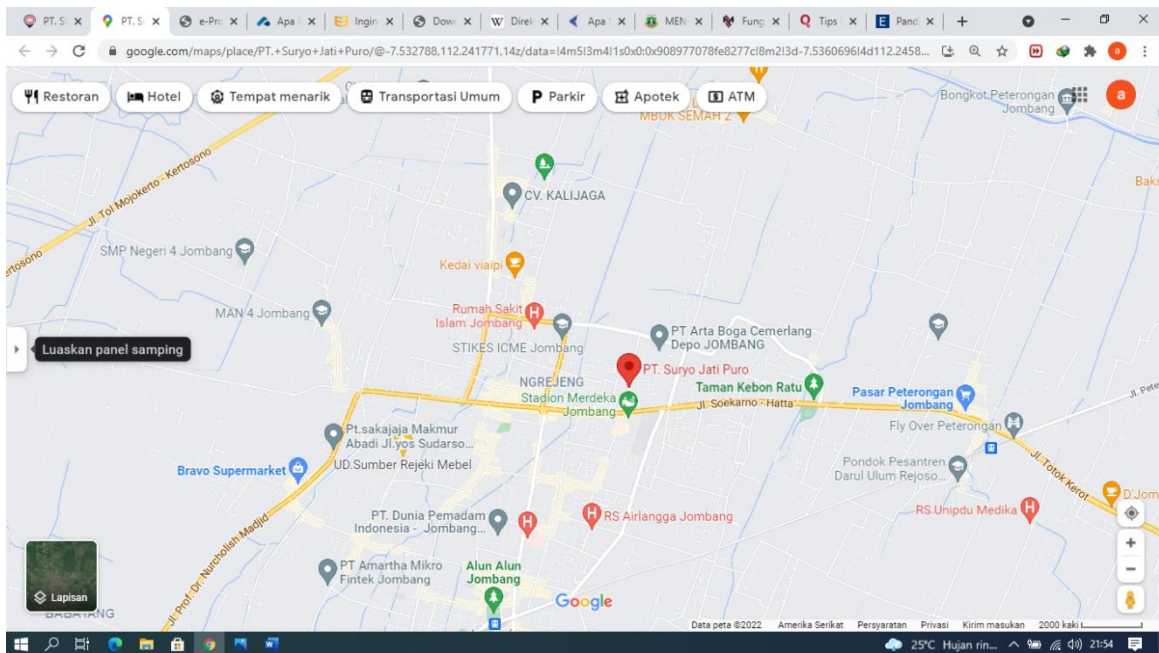 PT. S
PT. S
e-Pro
Apa
Ingin
Dowr
W Direk
Apa
MEN
Fung
Q Tips
E Pand
google.com/maps/place/PT.+Suryo+Jati+Puro/@-7.532788,112.241771,14z/data=!4m5!3m4!1s0x0:0x908977078fe8277c!8m2!3d-7.5360696!4d112.2458...
a
Restoran
Hotel
Tempat menarik
Transportasi Umum
P Parkir
Apotek
ATM
a
MBOK SEMAH 2
Bongkot Peterongan
Jombang
Jl. Tol Mojokerto - Kertosono
CV. KALIJAGA
Baks
SMP Negeri 4 Jombang
Kedai viaipi
MAN 4 Jombang
Rumah Sakit
Islam Jombang
STIKES ICME Jombang
PT Arta Boga Cemerlang
Depo JOMBANG
Luaskan panel samping
PT. Suryo Jati Puro
NGREJENG
Stadion Merdeka
Jombang
Taman Kebon Ratu
Jl. Soekarno - Hatta
Pasar Peterongan
Jombang
Jl. Pete
Fly Over Peterongan
Pt.sakajaja Makmur
Abadi Jl.yos Sudarso...
Bravo Supermarket
UD.Sumber Rejeki Mebel
Pondok Pesantren
Darul Ulum Rejoso...
Jl. Totok Kerot
D'Jom
PT. Dunia Pemadam
Indonesia - Jombang...
H
RS Airlangga Jombang
RS Unipdu Medika
Jl. Prof. Dr. Nurcholish Madjid
PT Amartha Mikro
Fintek Jombang
Alun Alun
Jombang
Lapisan
Google
Data peta ©2022 Amerika Serikat Persyaratan Privasi Kirim masukan 2000 kaki
25°C Hujan rin... 21:54